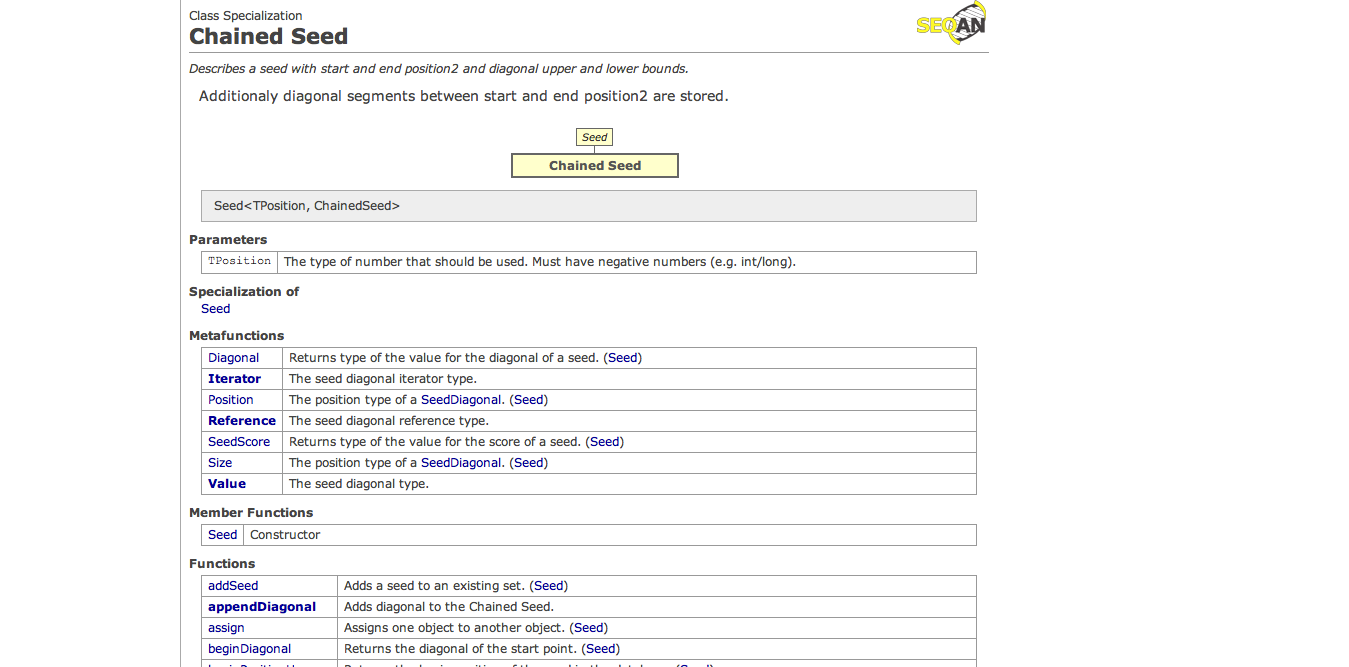 Class Specialization
Chained Seed
SEQAN
Describes a seed with start and end position2 and diagonal upper and lower bounds.
Additionaly diagonal segments between start and end position2 are stored.
Seed
Chained Seed
Seed<TPosition, ChainedSeed>
Parameters
TPosition The type of number that should be used. Must have negative numbers (e.g. int/long).
Specialization of
Seed
Metafunctions
Diagonal Returns type of the value for the diagonal of a seed. (Seed)
Iterator The seed diagonal iterator type.
Position The position type of a SeedDiagonal. (Seed)
Reference The seed diagonal reference type.
SeedScore Returns type of the value for the score of a seed. (Seed)
Size The position type of a SeedDiagonal. (Seed)
Value The seed diagonal type.
Member Functions
Seed Constructor
Functions
addSeed Adds a seed to an existing set. (Seed)
appendDiagonal Adds diagonal to the Chained Seed.
assign Assigns one object to another object. (Seed)
beginDiagonal Returns the diagonal of the start point. (Seed)